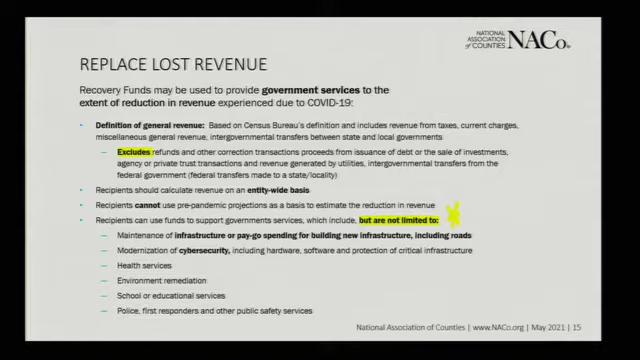 NATIONAL
ASSOCIATION
of COUNTIES NACo
REPLACE LOST REVENUE
Recovery Funds may be used to provide government services to the
extent of reduction in revenue experienced due to COVID-19:
• Definition of general revenue: Based on Census Bureau's definition and includes revenue from taxes, current charges,
miscellaneous general revenue, intergovernmental transfers between state and local governments
— Excludes refunds and other correction transactions proceeds from issuance of debt or the sale of investments,
agency or private trust transactions and revenue generated by utilities, intergovernmental transfers from the
federal government (federal transfers made to a state/locality)
• Recipients should calculate revenue on an entity-wide basis
• Recipients cannot use pre-pandemic projections as a basis to estimate the reduction in revenue
• Recipients can use funds to support governments services, which include, but are not limited to:
— Maintenance of infrastructure or pay-go spending for building new infrastructure, including roads
— Modernization of cybersecurity, including hardware, software and protection of critical infrastructure
— Health services
— Environment remediation
— School or educational services
— Police, first responders and other public safety services
National Association of Counties | www.NACo.org | May 2021 | 15